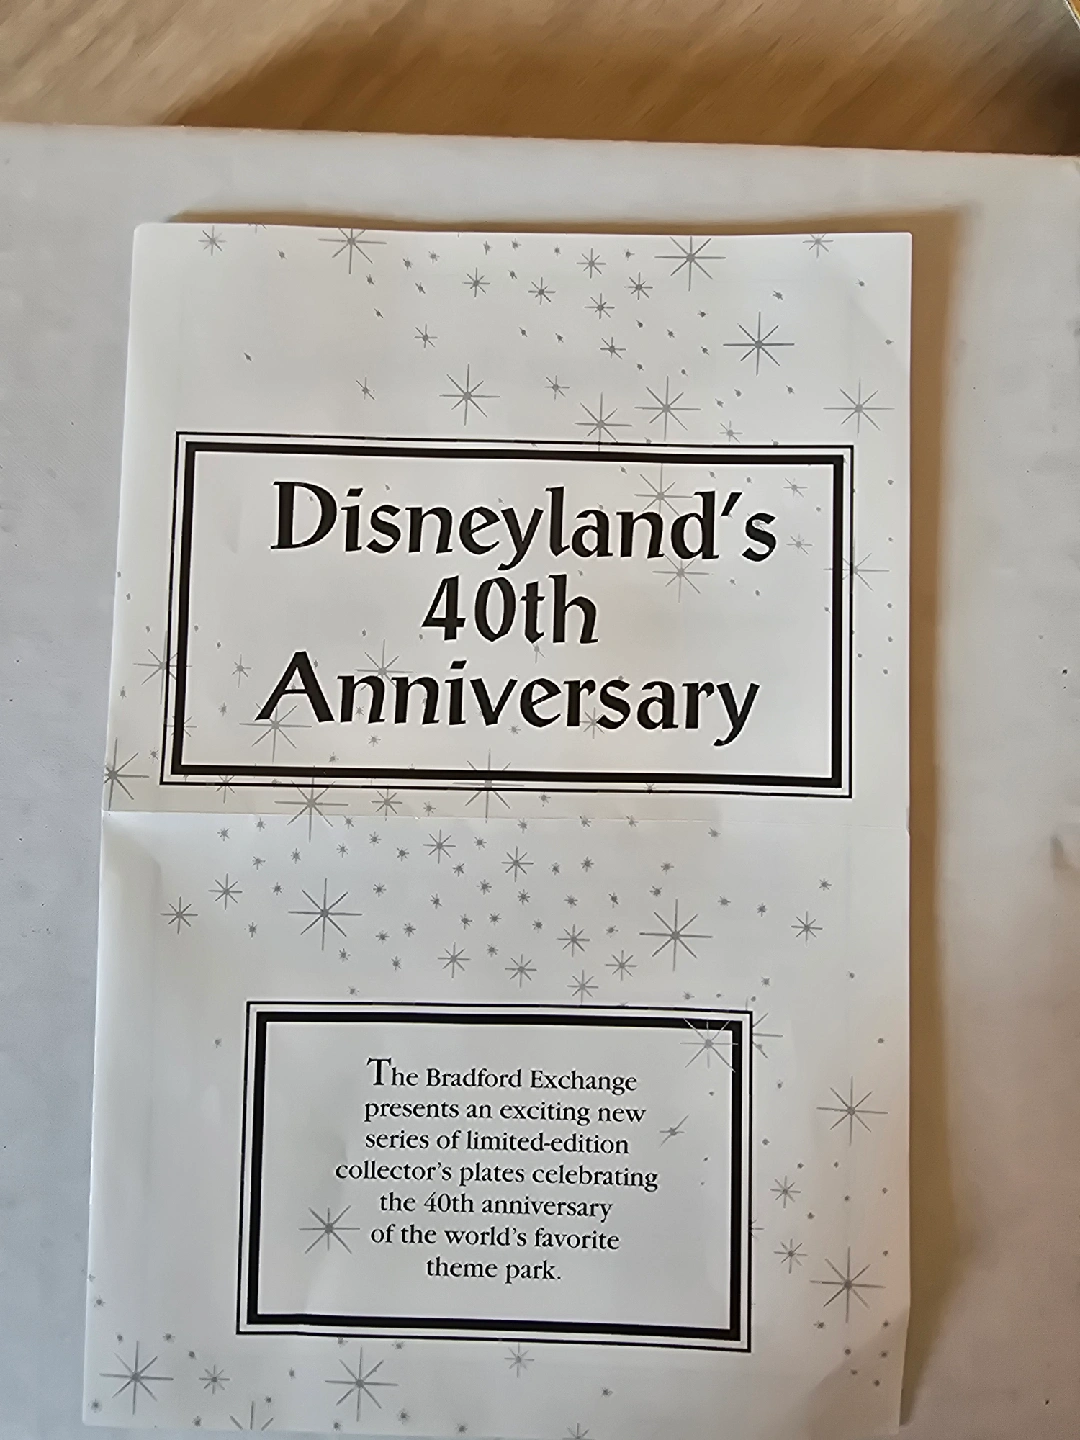 Disneyland's
40th
Anniversary
The Bradford Exchange
presents an exciting new
series of limited-edition
collector's plates celebrating
the 40th anniversary
of the world's favorite
theme park.